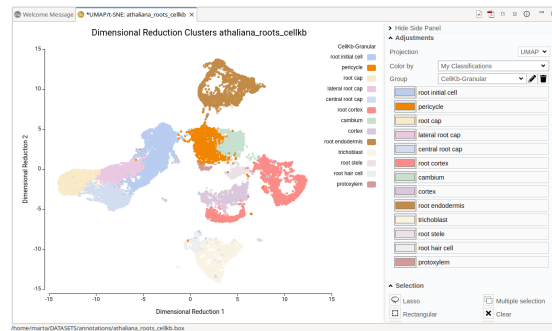 Welcome Message
*UMAP/t-SNE: athaliana_roots_cellkb
Dimensional Reduction Clusters athaliana_roots_cellkb
CellKb-Granular
root initial cell
pericycle
root cap
lateral root cap
central root cap
root cortex
cambium
cortex
root endodermis
trichoblast
root stele
root hair cell
protoxylem
Dimensional Reduction 2
15
10
5
0
-5
-10
-15
-15
-10
-5
0
5
10
15
Dimensional Reduction 1
Hide Side Panel
Adjustments
Projection
UMAP
Color by
My Classifications
Group
CellKb-Granular
root initial cell
pericycle
root cap
lateral root cap
central root cap
root cortex
cambium
cortex
root endodermis
trichoblast
root stele
root hair cell
protoxylem
Selection
Lasso
Multiple selection
Rectangular
Clear
/home/marta/DATASETS/annotations/athaliana_roots_cellkb.box